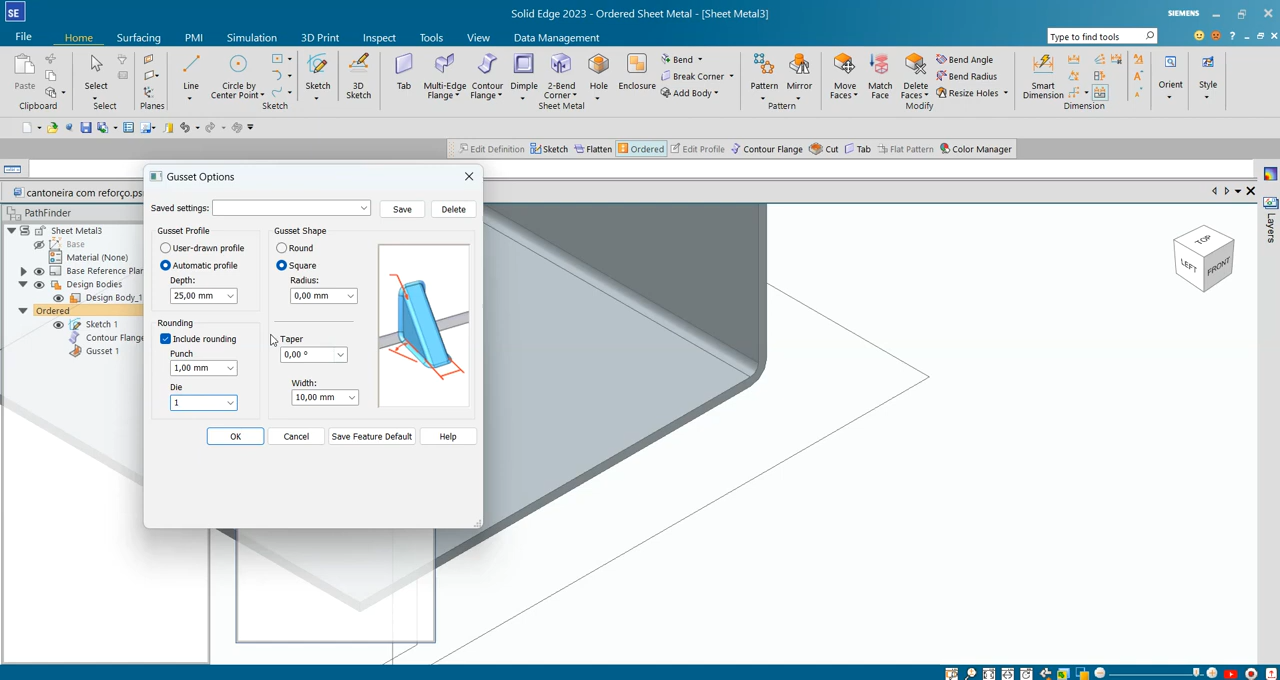 SE
Solid Edge 2023 - Ordered Sheet Metal - [Sheet Metal3]
SIEMENS
File Home Surfacing PMI Simulation 3D Print Inspect Tools View Data Management
Type to find tools
Paste Select Line Circle by Center Point Sketch 3D Sketch Tab Multi-Edge Flange Contour Flange Dimple 2-Bend Corner Hole Enclosure
Bend
Break Corner
Add Body
Pattern Mirror Move Faces Match Face Delete Faces
Bend Angle
Bend Radius
Resize Holes
Smart Dimension Orient Style
Clipboard Select Planes Sketch Sheet Metal Pattern Modify Dimension
Edit Definition Sketch Flatten Ordered Edit Profile Contour Flange Cut Tab Flat Pattern Color Manager
cantoneira com reforço.ps
PathFinder
Sheet Metal3
Base
Material (None)
Base Reference Plan
Design Bodies
Design Body_1
Ordered
Sketch 1
Contour Flange
Gusset 1
Gusset Options
Saved settings: Save Delete
Gusset Profile
User-drawn profile
Automatic profile
Depth:
25,00 mm
Rounding
Include rounding
Punch
1,00 mm
Die
1
Gusset Shape
Round
Square
Radius:
0,00 mm
Taper
0,00 °
Width:
10,00 mm
OK Cancel Save Feature Default Help
TOP
LEFT FRONT
Layers